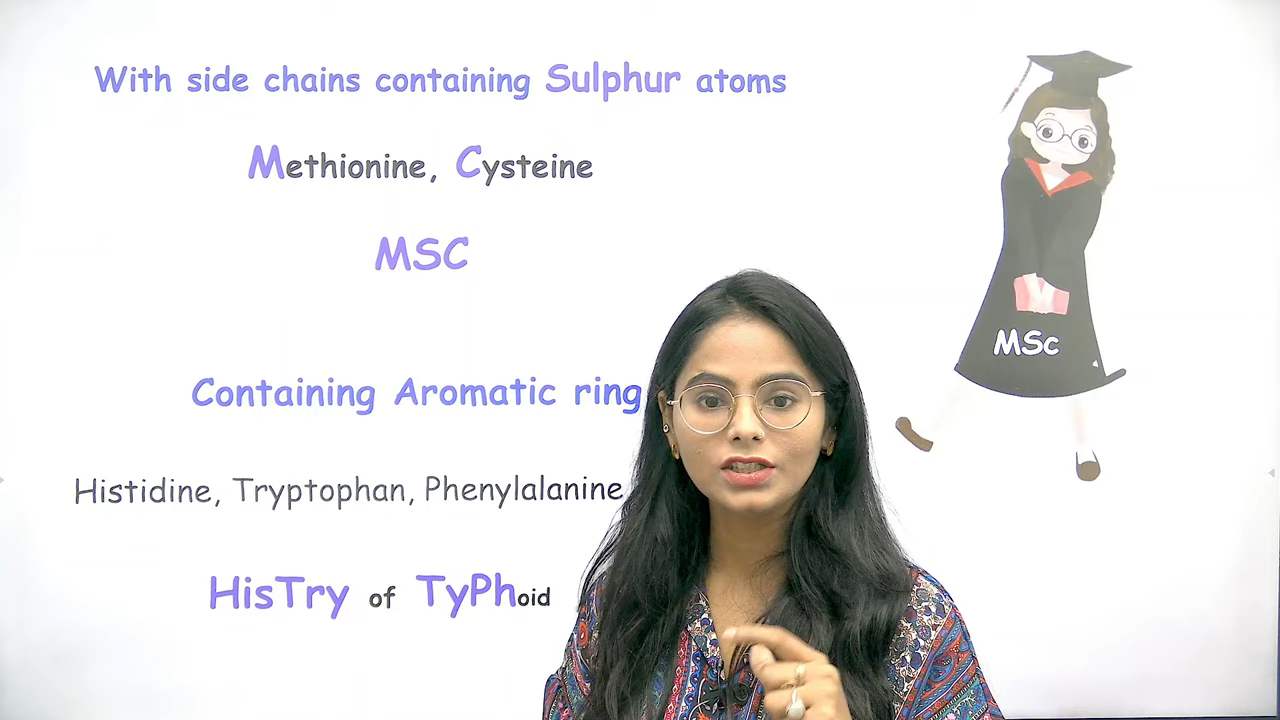 With side chains containing Sulphur atoms
Methionine, Cysteine
MSC
MSc
Containing Aromatic ring
Histidine, Tryptophan, Phenylalanine
HisTry of TyPhoid